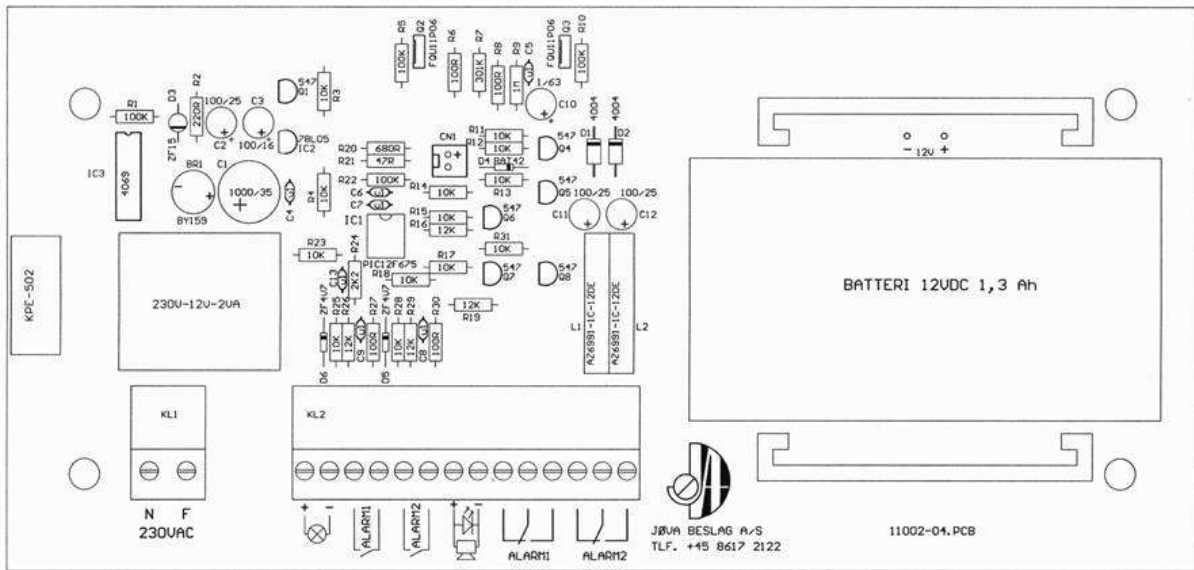 R5
100K
Q2
FQU11P06
R6
100R
R7
301K
R8
100R
R9
1M
C5
Q3
FQU11P06
R10
100K
1/63
C10
R1
100K
D3
ZF15
R2
220R
100/25
C2
C3
100/16
547
Q1
10K
R3
78L05
IC2
IC3
4069
BR1
BY159
C1
1000/35
C4
R4
10K
R20
680R
R21
47R
R22
100K
C6
u1
C7
u1
IC1
PIC12F675
CN1
R11
10K
R12
10K
D4
BAT42
10K
R13
R14
10K
R15
10K
R16
12K
547
Q4
547
Q5
547
Q6
4004
D1
4004
D2
100/25
C11
100/25
C12
R31
10K
R17
10K
R18
10K
547
Q7
547
Q8
R23
10K
R24
2K2
C13
u1
12K
R19
ZF4V7
D6
R25
10K
R26
12K
C9
u1
R27
100R
ZF4V7
D5
R28
10K
R29
12K
C8
u1
R30
100R
L1
AZ6991-1C-12DE
AZ6991-1C-12DE
L2
KPE-502
230V-12V-2VA
- 12V +
BATTERI 12VDC 1,3 Ah
KL1
KL2
N F
230VAC
+ -
ALARM1
ALARM2
+ -
ALARM1
ALARM2
JØVA BESLAG A/S
TLF. +45 8617 2122
11002-04.PCB